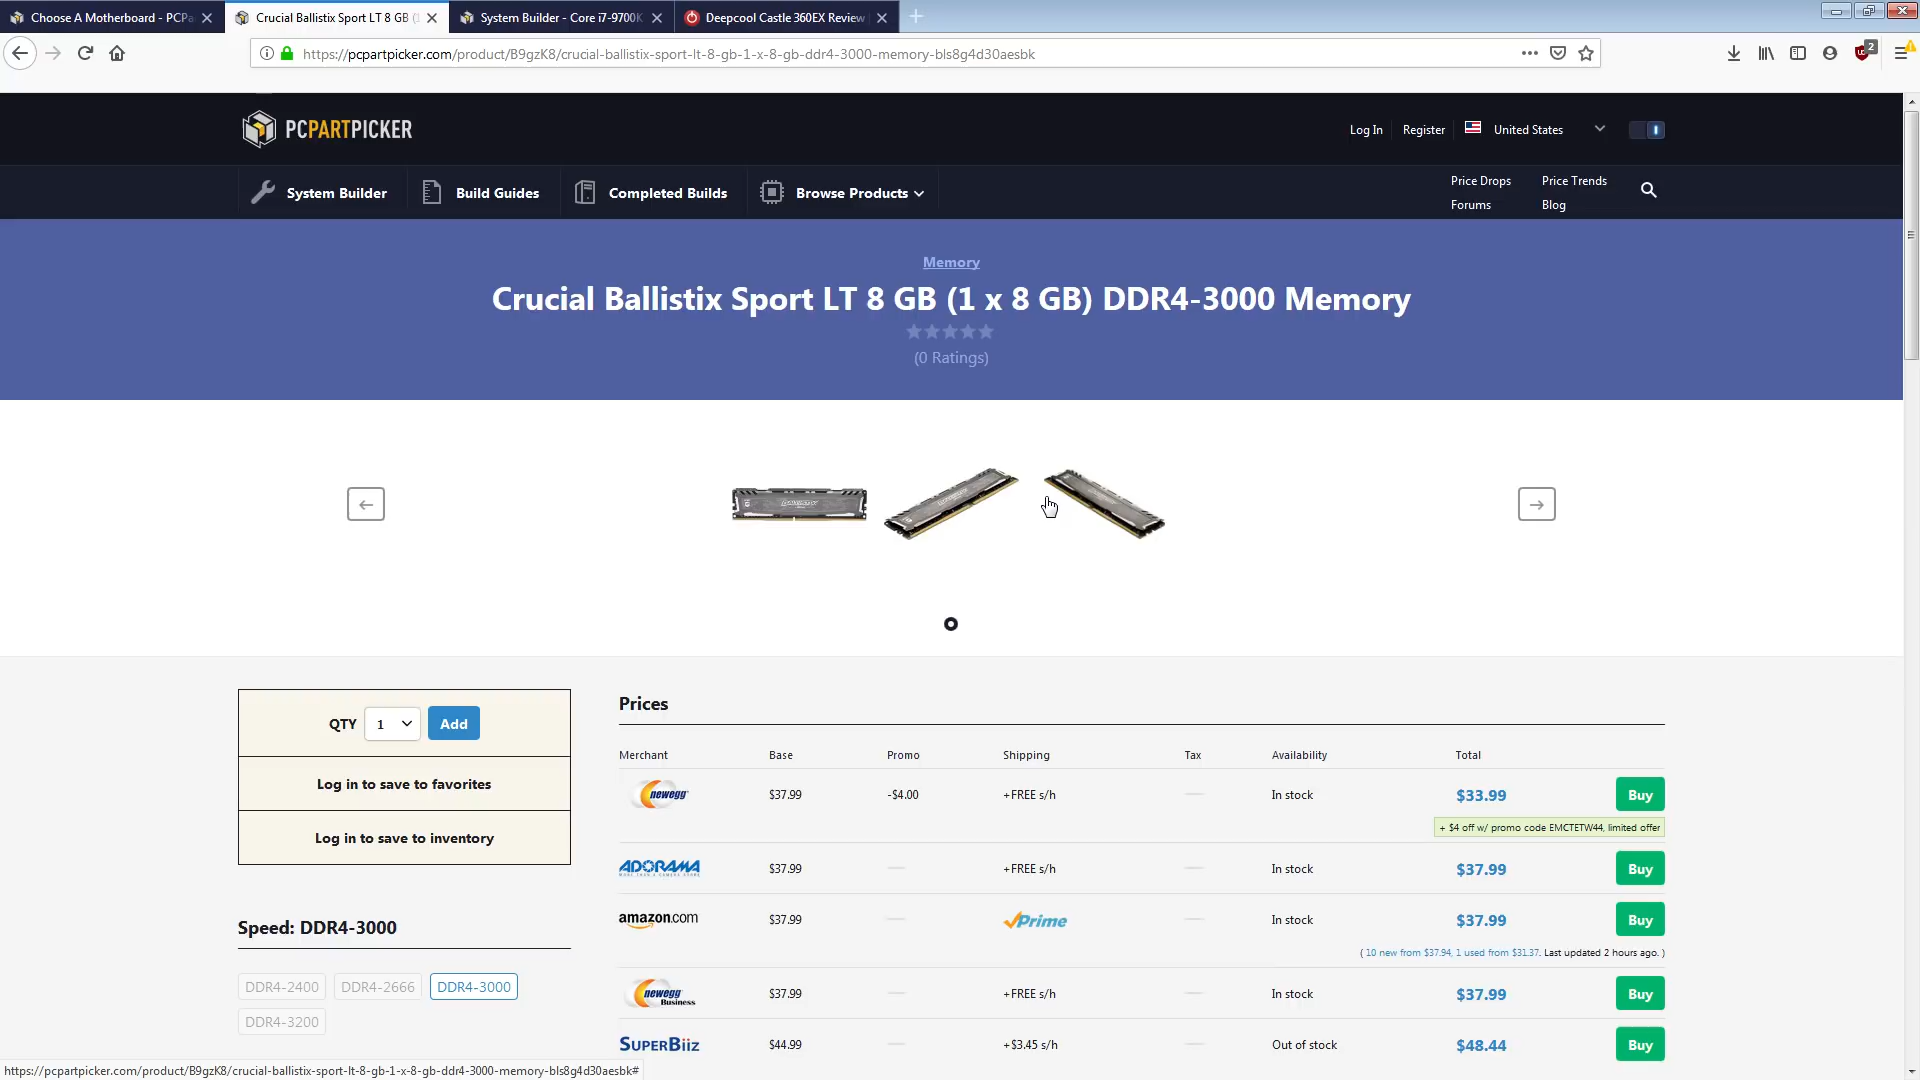 Choose A Motherboard - PCPa
Crucial Ballistix Sport LT 8 GB (1
System Builder - Core i7-9700K
Deepcool Castle 360EX Review
https://pcpartpicker.com/product/B9gzK8/crucial-ballistix-sport-lt-8-gb-1-x-8-gb-ddr4-3000-memory-bls8g4d30aesbk
2
PCPARTPICKER
Log In
Register
United States
System Builder
Build Guides
Completed Builds
Browse Products
Price Drops
Price Trends
Forums
Blog
Memory
Crucial Ballistix Sport LT 8 GB (1 x 8 GB) DDR4-3000 Memory
(0 Ratings)
QTY 1 Add
Log in to save to favorites
Log in to save to inventory
Speed: DDR4-3000
DDR4-2400 DDR4-2666 DDR4-3000
DDR4-3200
Prices
Merchant Base Promo Shipping Tax Availability Total
newegg $37.99 -$4.00 +FREE s/h In stock $33.99 Buy
+ $4 off w/ promo code EMCTETW44, limited offer
ADORAMA $37.99 +FREE s/h In stock $37.99 Buy
amazon.com $37.99 Prime In stock $37.99 Buy
( 10 new from $37.94, 1 used from $31.37. Last updated 2 hours ago. )
newegg Business $37.99 +FREE s/h In stock $37.99 Buy
SUPERBiiz $44.99 +$3.45 s/h Out of stock $48.44 Buy
https://pcpartpicker.com/product/B9gzK8/crucial-ballistix-sport-lt-8-gb-1-x-8-gb-ddr4-3000-memory-bls8g4d30aesbk#